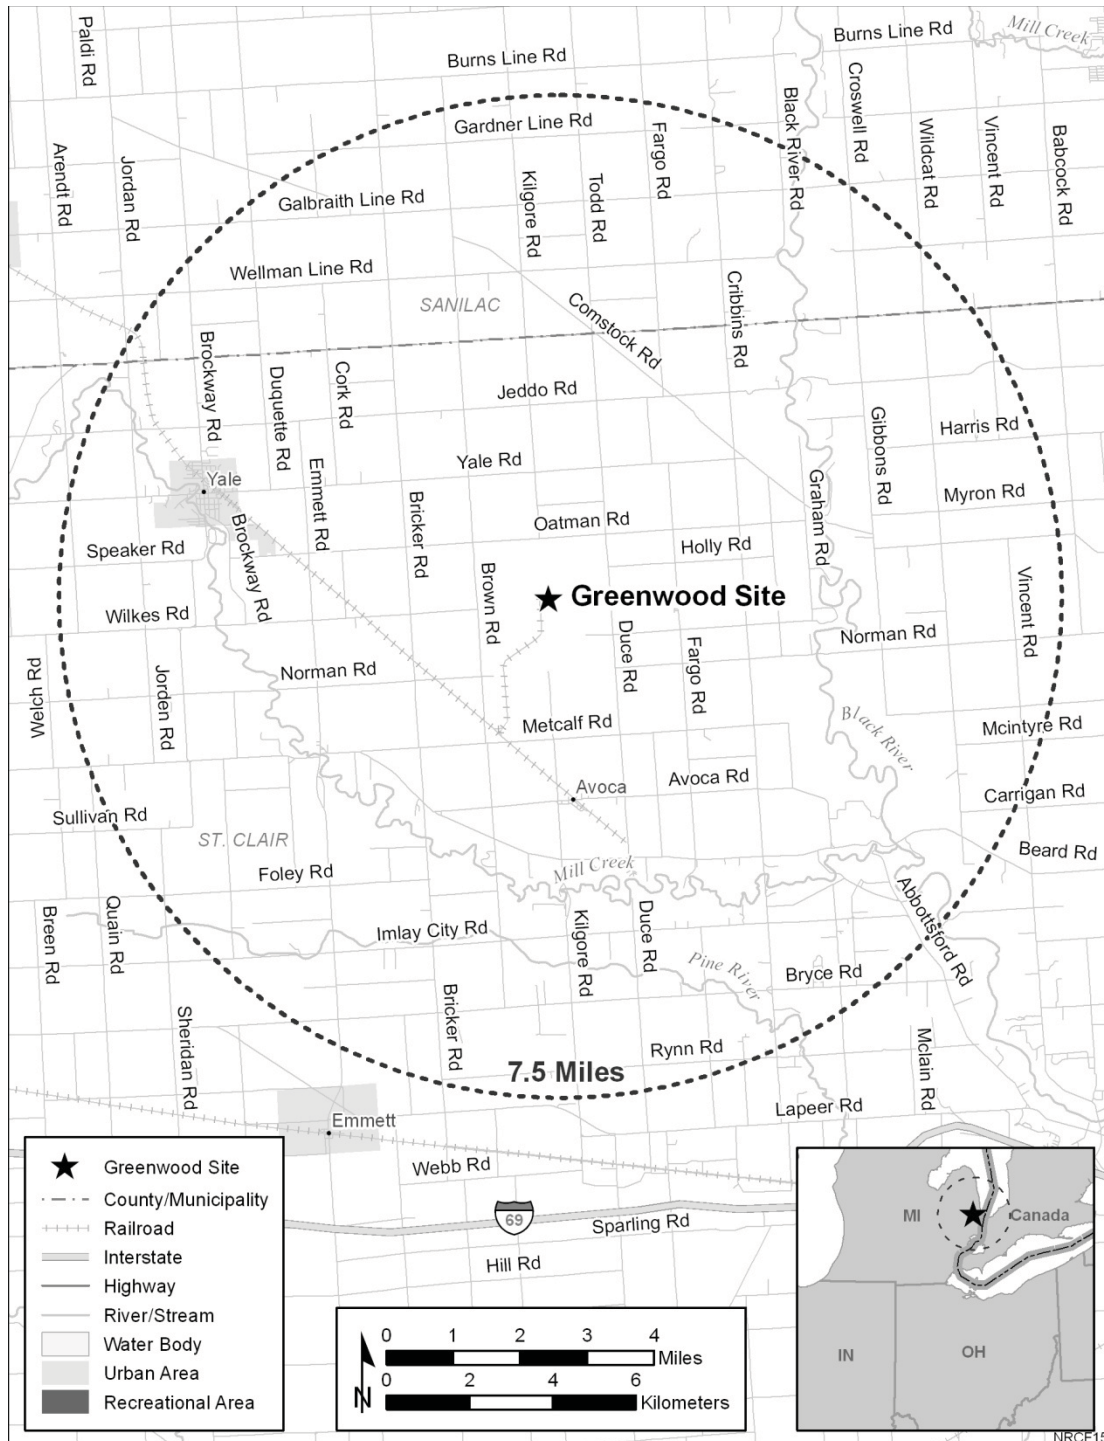 Paldi Rd
Burns Line Rd
Burns Line Rd
Mill Creek
Gardner Line Rd
Black River Rd
Croswell Rd
Wildcat Rd
Vincent Rd
Babcock Rd
Arendt Rd
Jordan Rd
Galbraith Line Rd
Kilgore Rd
Todd Rd
Fargo Rd
Wellman Line Rd
SANILAC
Comstock Rd
Cribbins Rd
Brockway Rd
Duquette Rd
Cork Rd
Jeddo Rd
Gibbons Rd
Harris Rd
Yale
Emmett Rd
Bricker Rd
Yale Rd
Graham Rd
Myron Rd
Oatman Rd
Speaker Rd
Brockway Rd
Brown Rd
Holly Rd
Greenwood Site
Vincent Rd
Wilkes Rd
Norman Rd
Duce Rd
Fargo Rd
Norman Rd
Welch Rd
Jorden Rd
Metcalf Rd
Black River
Mcintyre Rd
Avoca
Avoca Rd
Carrigan Rd
Sullivan Rd
ST. CLAIR
Foley Rd
Mill Creek
Beard Rd
Abbottsford Rd
Breen Rd
Quain Rd
Imlay City Rd
Kilgore Rd
Duce Rd
Pine River
Bryce Rd
Sheridan Rd
Bricker Rd
Rynn Rd
Mclain Rd
7.5 Miles
Emmett
Lapeer Rd
Webb Rd
69
Sparling Rd
Hill Rd
Greenwood Site
County/Municipality
Railroad
Interstate
Highway
River/Stream
Water Body
Urban Area
Recreational Area
N
0 1 2 3 4
Miles
0 2 4 6
Kilometers
MI
Canada
IN
OH
NRCF15